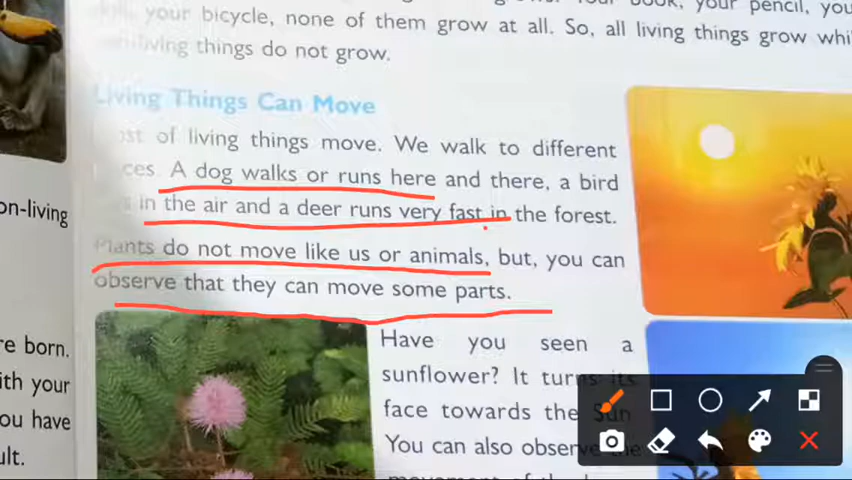 your bicycle, none of them grow at all. So, all living things grow
living things do not grow.
Living Things Can Move
of living things move. We walk to different
A dog walks or runs here and there, a bird
in the air and a deer runs very fast in the forest.
Plants do not move like us or animals, but, you can
observe that they can move some parts.
Have you seen a
sunflower? It turns its
face towards the Sun
You can also observe the
on-living
re born.
ith your
ou have
ult.